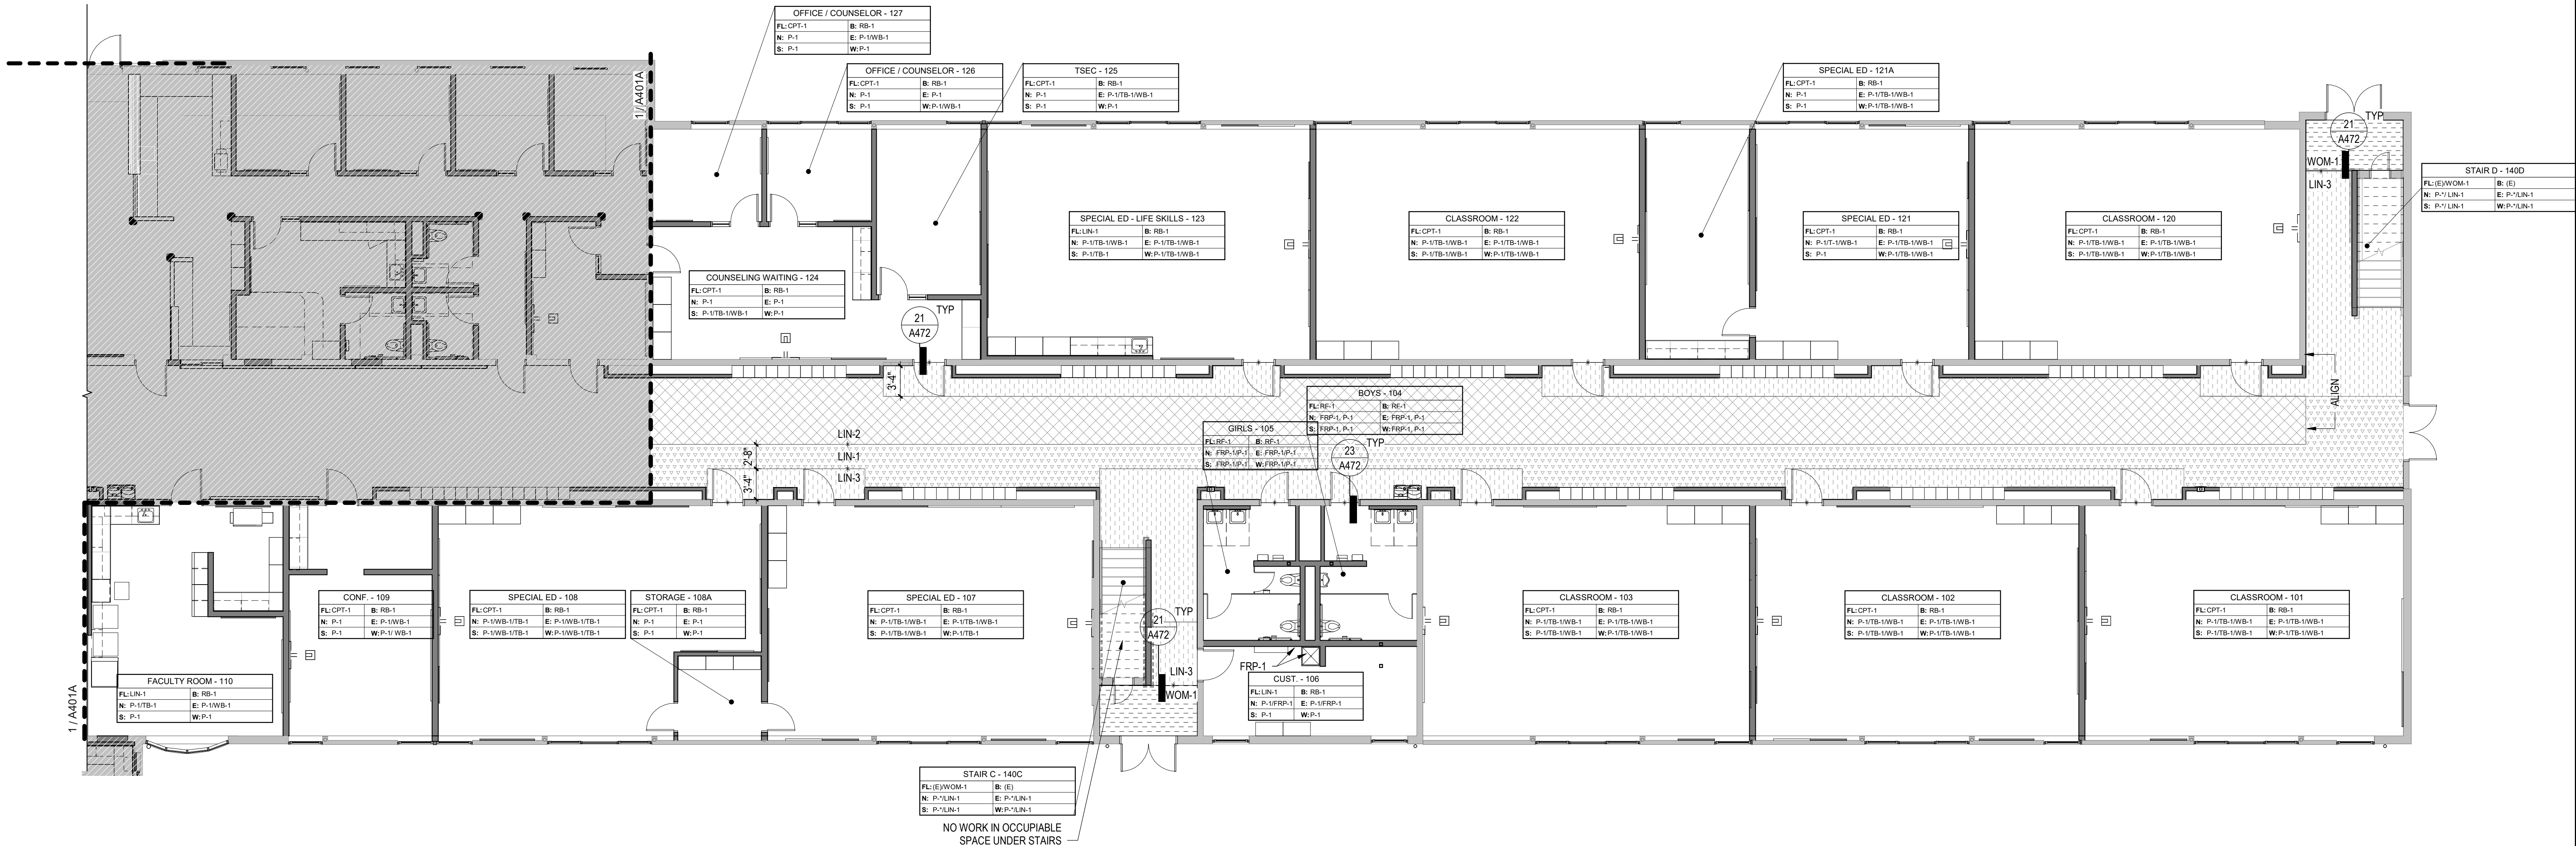 OFFICE / COUNSELOR - 127
FL: CPT-1 B: RB-1
N: P-1 E: P-1/WB-1
S: P-1 W: P-1
OFFICE / COUNSELOR - 126
FL: CPT-1 B: RB-1
N: P-1 E: P-1
S: P-1 W: P-1/WB-1
TSEC - 125
FL: CPT-1 B: RB-1
N: P-1 E: P-1/TB-1/WB-1
S: P-1 W: P-1
SPECIAL ED - 121A
FL: CPT-1 B: RB-1
N: P-1 E: P-1/TB-1/WB-1
S: P-1 W: P-1/TB-1/WB-1
1 / A401A
21
A472
TYP
WOM-1
LIN-3
STAIR D - 140D
FL: (E)/WOM-1 B: (E)
N: P-*/ LIN-1 E: P-*/LIN-1
S: P-*/ LIN-1 W: P-*/LIN-1
SPECIAL ED - LIFE SKILLS - 123
FL: LIN-1 B: RB-1
N: P-1/TB-1/WB-1 E: P-1/TB-1/WB-1
S: P-1/TB-1 W: P-1/TB-1/WB-1
CLASSROOM - 122
FL: CPT-1 B: RB-1
N: P-1/TB-1/WB-1 E: P-1/TB-1/WB-1
S: P-1/TB-1/WB-1 W: P-1/TB-1/WB-1
SPECIAL ED - 121
FL: CPT-1 B: RB-1
N: P-1/T-1/WB-1 E: P-1/TB-1/WB-1
S: P-1 W: P-1/TB-1/WB-1
CLASSROOM - 120
FL: CPT-1 B: RB-1
N: P-1/TB-1/WB-1 E: P-1/TB-1/WB-1
S: P-1/TB-1/WB-1 W: P-1/TB-1/WB-1
COUNSELING WAITING - 124
FL: CPT-1 B: RB-1
N: P-1 E: P-1
S: P-1/TB-1/WB-1 W: P-1
21
A472
TYP
3'-4"
ALIGN
BOYS - 104
FL: RF-1 B: RF-1
N: FRP-1, P-1 E: FRP-1, P-1
S: FRP-1, P-1 W: FRP-1, P-1
GIRLS - 105
FL: RF-1 B: RF-1
N: FRP-1/P-1 E: FRP-1/P-1
S: FRP-1/P-1 W: FRP-1/P-1
23
A472
TYP
LIN-2
LIN-1
LIN-3
2'-8"
3'-4"
CONF. - 109
FL: CPT-1 B: RB-1
N: P-1 E: P-1/WB-1
S: P-1 W: P-1/ WB-1
SPECIAL ED - 108
FL: CPT-1 B: RB-1
N: P-1/WB-1/TB-1 E: P-1/WB-1/TB-1
S: P-1/WB-1/TB-1 W: P-1/WB-1/TB-1
STORAGE - 108A
FL: CPT-1 B: RB-1
N: P-1 E: P-1
S: P-1 W: P-1
SPECIAL ED - 107
FL: CPT-1 B: RB-1
N: P-1/TB-1/WB-1 E: P-1/TB-1/WB-1
S: P-1/TB-1/WB-1 W: P-1/TB-1
21
A472
TYP
LIN-3
WOM-1
CLASSROOM - 103
FL: CPT-1 B: RB-1
N: P-1/TB-1/WB-1 E: P-1/TB-1/WB-1
S: P-1/TB-1/WB-1 W: P-1/TB-1/WB-1
CLASSROOM - 102
FL: CPT-1 B: RB-1
N: P-1/TB-1/WB-1 E: P-1/TB-1/WB-1
S: P-1/TB-1/WB-1 W: P-1/TB-1/WB-1
CLASSROOM - 101
FL: CPT-1 B: RB-1
N: P-1/TB-1/WB-1 E: P-1/TB-1/WB-1
S: P-1/TB-1/WB-1 W: P-1/TB-1/WB-1
FRP-1
CUST. - 106
FL: LIN-1 B: RB-1
N: P-1/FRP-1 E: P-1/FRP-1
S: P-1 W: P-1
FACULTY ROOM - 110
FL: LIN-1 B: RB-1
N: P-1/TB-1 E: P-1/WB-1
S: P-1 W: P-1
1 / A401A
STAIR C - 140C
FL: (E)/WOM-1 B: (E)
N: P-*/LIN-1 E: P-*/LIN-1
S: P-*/LIN-1 W: P-*/LIN-1
NO WORK IN OCCUPIABLE
SPACE UNDER STAIRS